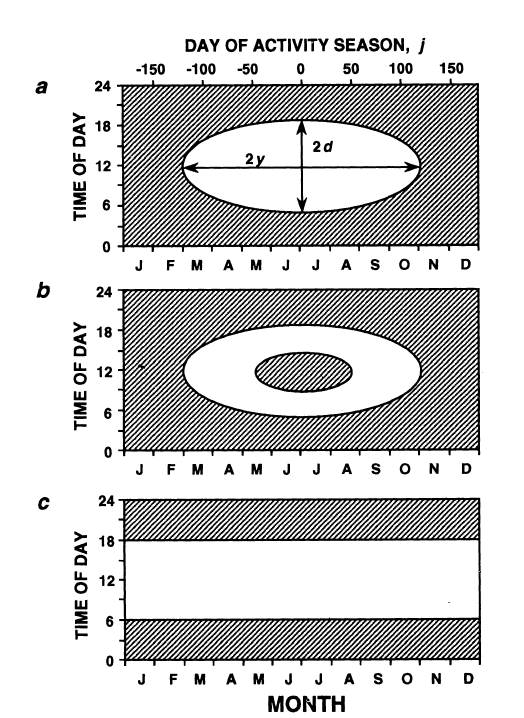 DAY OF ACTIVITY SEASON, j
-150 -100 -50 0 50 100 150
a
24
18
12
6
0
TIME OF DAY
2y
2d
J F M A M J J A S O N D
b
24
18
12
6
0
TIME OF DAY
J F M A M J J A S O N D
c
24
18
12
6
0
TIME OF DAY
J F M A M J J A S O N D
MONTH